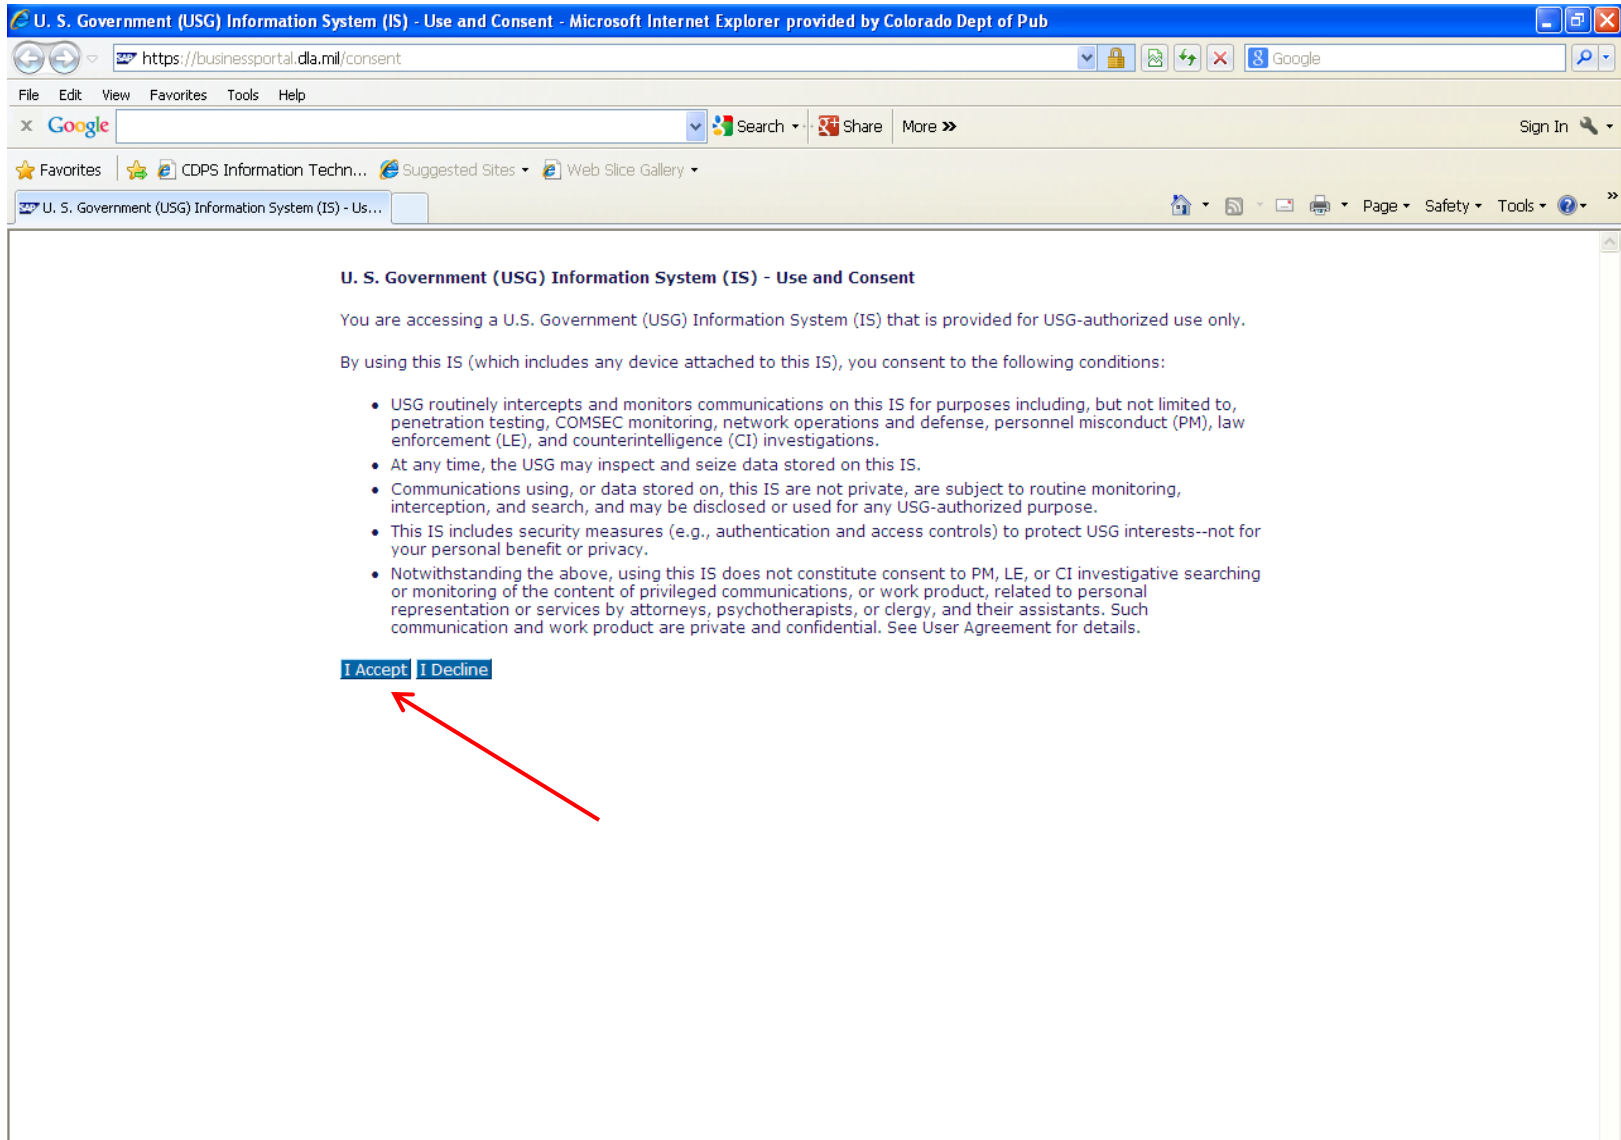 U. S. Government (USG) Information System (IS) - Use and Consent - Microsoft Internet Explorer provided by Colorado Dept of Pub
https://businessportal.dla.mil/consent
Google
File Edit View Favorites Tools Help
x Google Search Share More » Sign In
Favorites CDPS Information Techn... Suggested Sites Web Slice Gallery
U. S. Government (USG) Information System (IS) - Us... Page Safety Tools »
U. S. Government (USG) Information System (IS) - Use and Consent
You are accessing a U.S. Government (USG) Information System (IS) that is provided for USG-authorized use only.
By using this IS (which includes any device attached to this IS), you consent to the following conditions:
• USG routinely intercepts and monitors communications on this IS for purposes including, but not limited to,
penetration testing, COMSEC monitoring, network operations and defense, personnel misconduct (PM), law
enforcement (LE), and counterintelligence (CI) investigations.
• At any time, the USG may inspect and seize data stored on this IS.
• Communications using, or data stored on, this IS are not private, are subject to routine monitoring,
interception, and search, and may be disclosed or used for any USG-authorized purpose.
• This IS includes security measures (e.g., authentication and access controls) to protect USG interests--not for
your personal benefit or privacy.
• Notwithstanding the above, using this IS does not constitute consent to PM, LE, or CI investigative searching
or monitoring of the content of privileged communications, or work product, related to personal
representation or services by attorneys, psychotherapists, or clergy, and their assistants. Such
communication and work product are private and confidential. See User Agreement for details.
I Accept I Decline